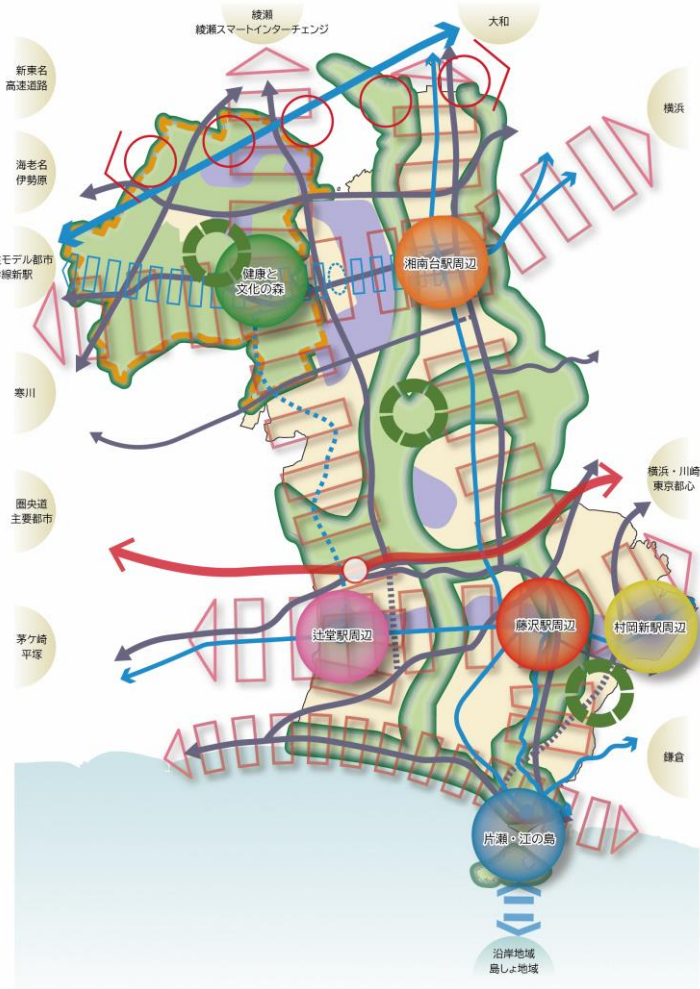 綾瀬
綾瀬スマートインターチェンジ
大和
新東名
高速道路
横浜
海老名
伊勢原
モデル都市
線新駅
健康と
文化の森
湘南台駅周辺
寒川
横浜・川崎
東京都心
圏央道
主要都市
茅ケ崎
平塚
辻堂駅周辺
藤沢駅周辺
村岡新駅周辺
鎌倉
片瀬・江の島
沿岸地域
島しょ地域